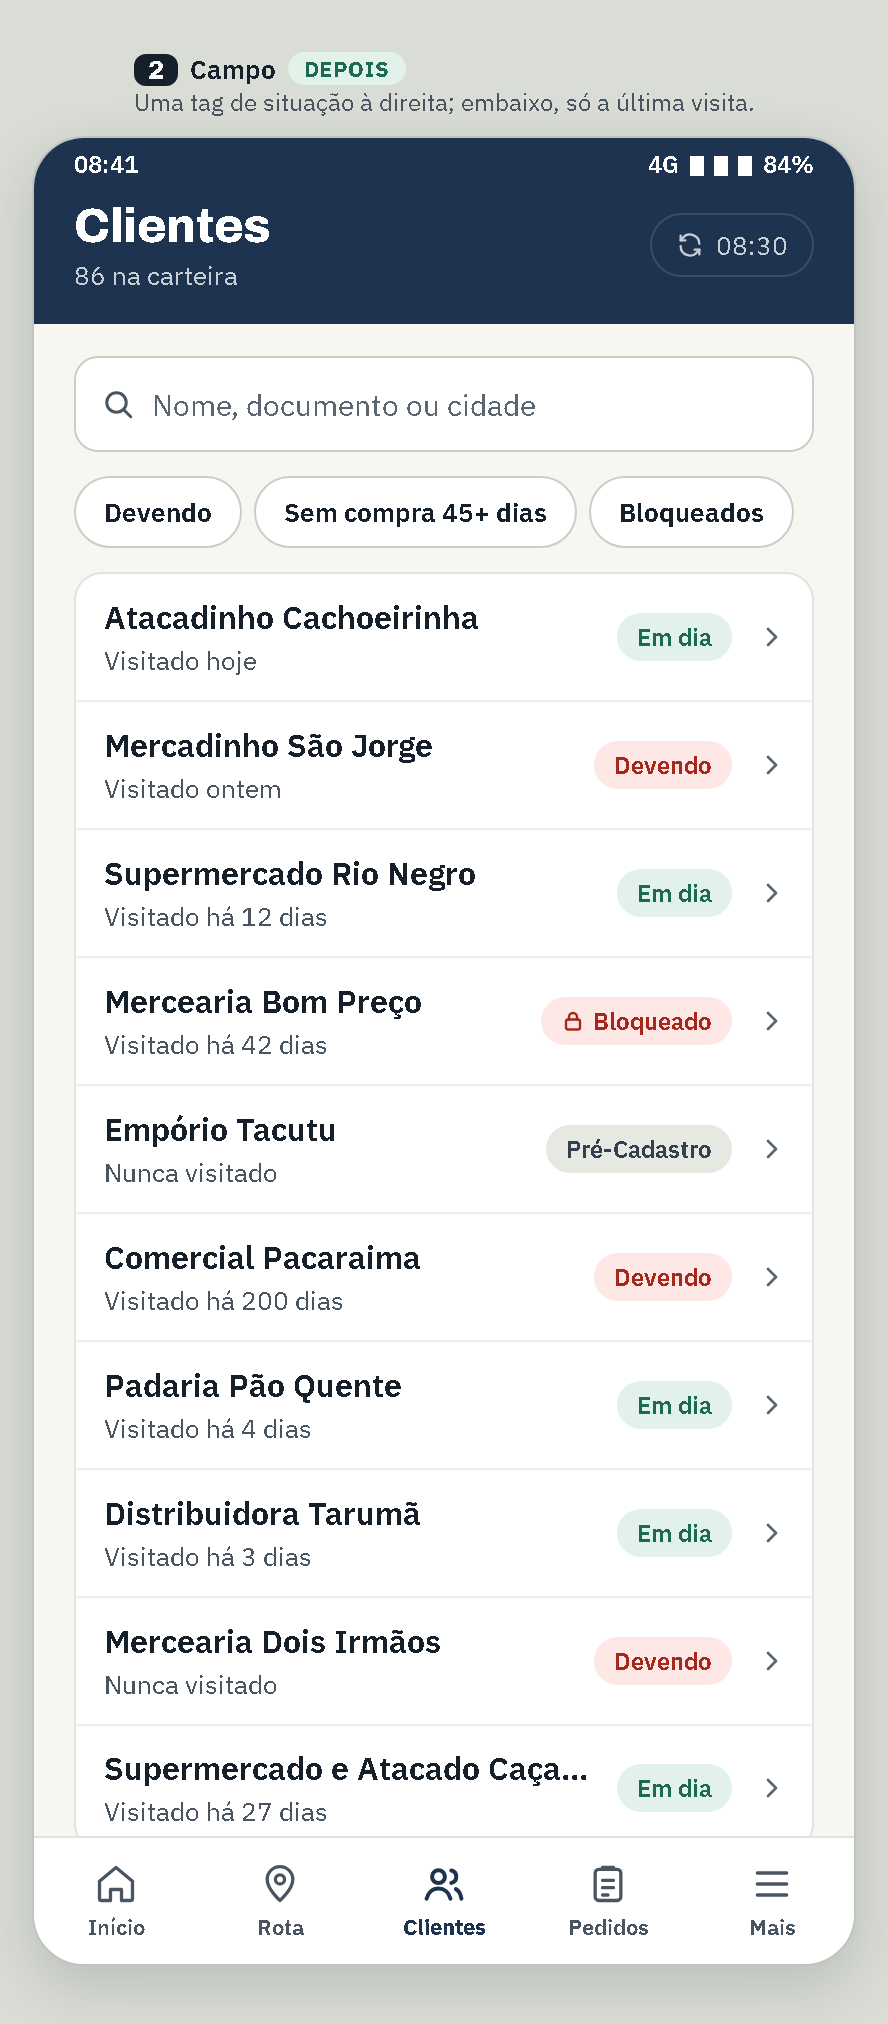 2 Campo DEPOIS
Uma tag de situação à direita; embaixo, só a última visita.
08:41 4G 84%
Clientes
86 na carteira
08:30
Nome, documento ou cidade
Devendo Sem compra 45+ dias Bloqueados
Atacadinho Cachoeirinha
Visitado hoje
Em dia
Mercadinho São Jorge
Visitado ontem
Devendo
Supermercado Rio Negro
Visitado há 12 dias
Em dia
Mercearia Bom Preço
Visitado há 42 dias
Bloqueado
Empório Tacutu
Nunca visitado
Pré-Cadastro
Comercial Pacaraima
Visitado há 200 dias
Devendo
Padaria Pão Quente
Visitado há 4 dias
Em dia
Distribuidora Tarumã
Visitado há 3 dias
Em dia
Mercearia Dois Irmãos
Nunca visitado
Devendo
Supermercado e Atacado Caça...
Visitado há 27 dias
Em dia
Início Rota Clientes Pedidos Mais